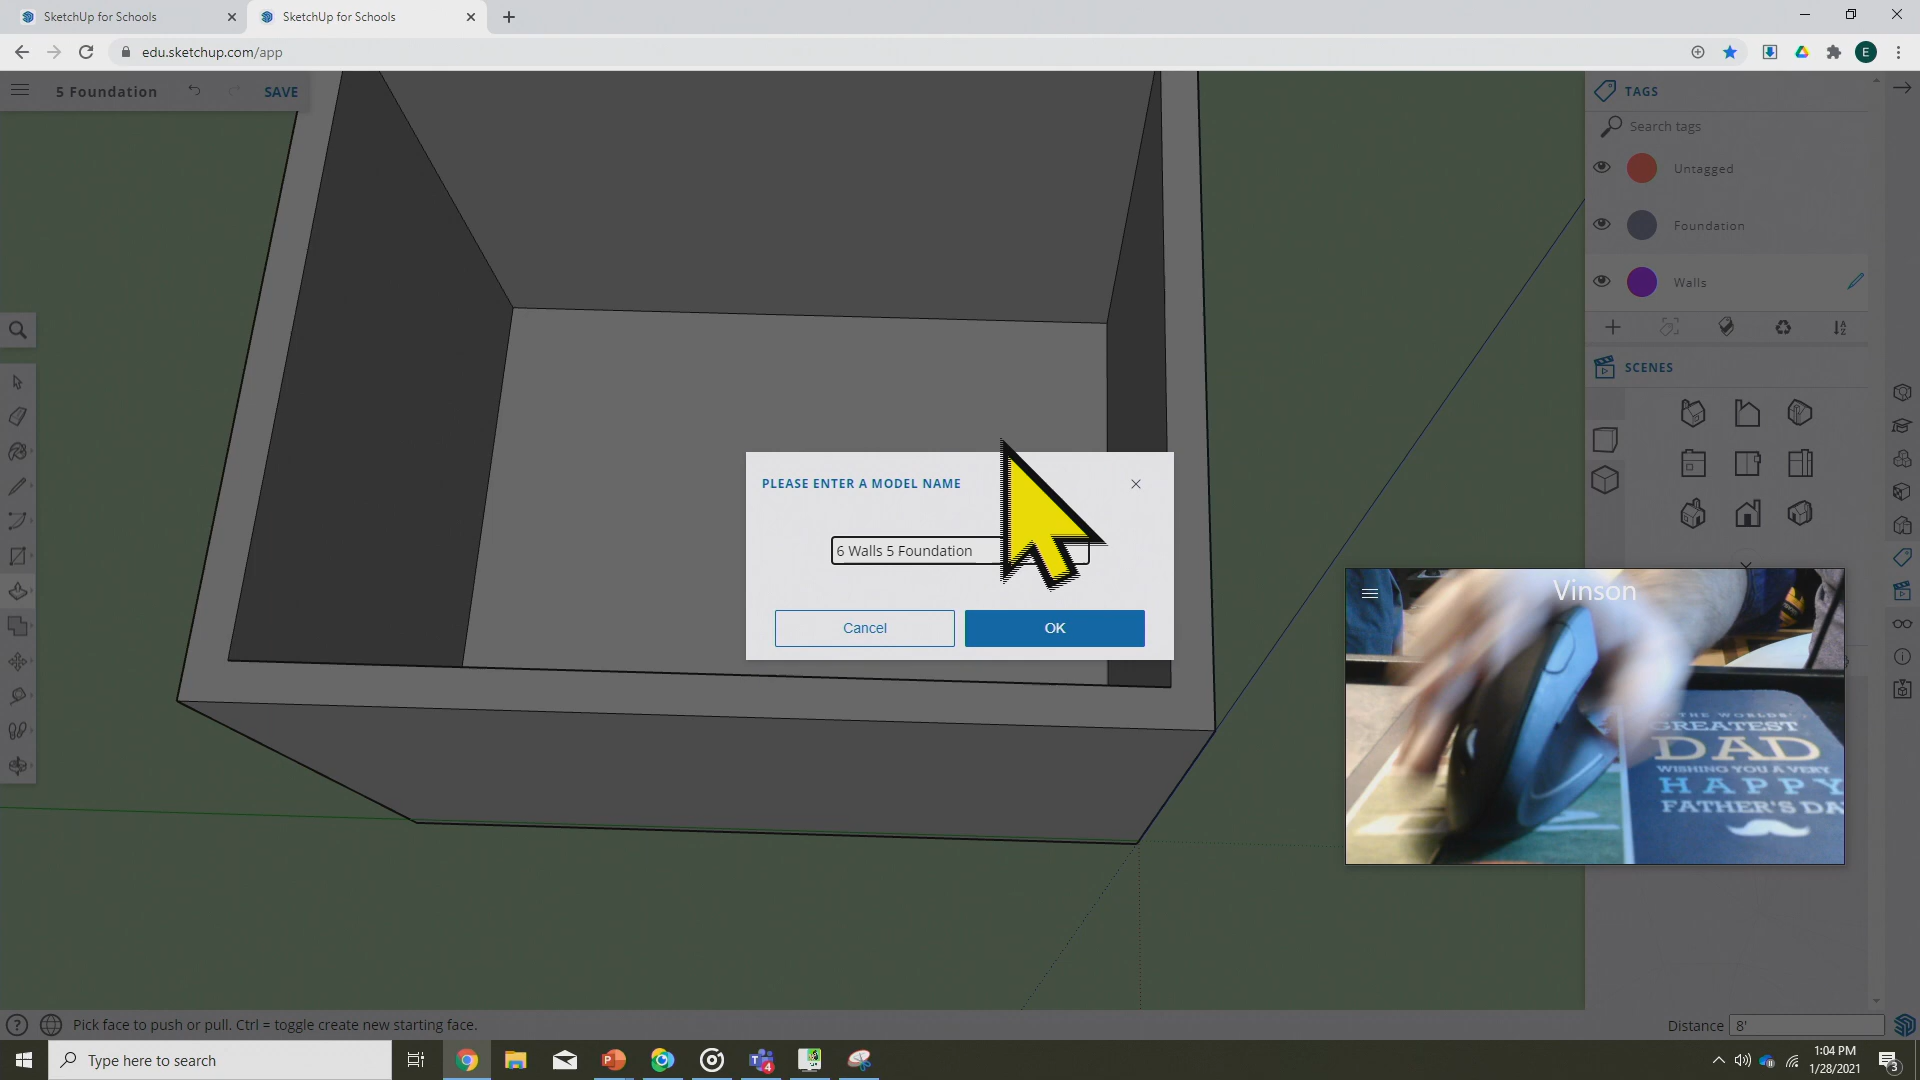 SketchUp for Schools
SketchUp for Schools
edu.sketchup.com/app
E
5 Foundation
SAVE
TAGS
Search tags
Untagged
Foundation
Walls
SCENES
PLEASE ENTER A MODEL NAME
6 Walls 5 Foundation
Cancel
OK
Vinson
GREATEST
DAD
WISHING YOU A VERY
HAPPY
FATHER'S DA
Pick face to push or pull. Ctrl = toggle create new starting face.
Distance
8'
Type here to search
4
1:04 PM
1/28/2021
3